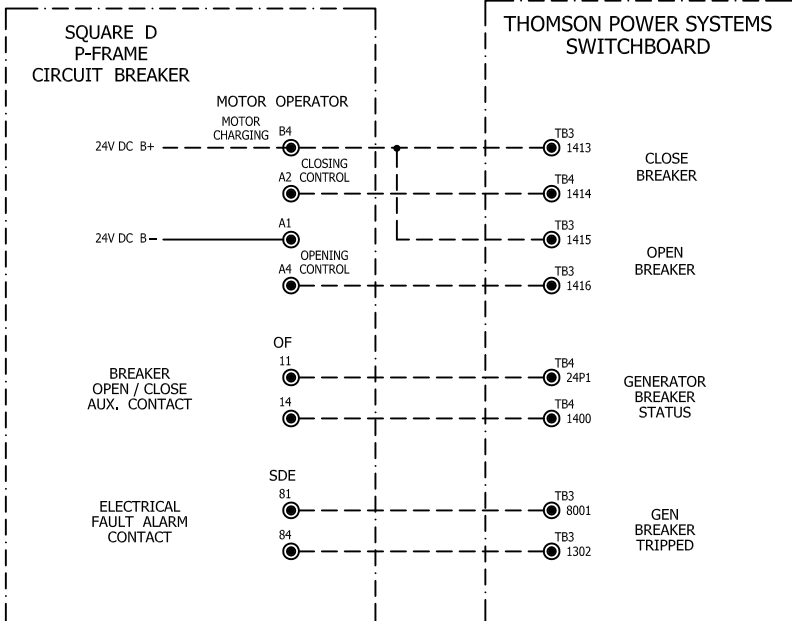 SQUARE D
P-FRAME
CIRCUIT BREAKER
THOMSON POWER SYSTEMS
SWITCHBOARD
MOTOR OPERATOR
MOTOR
CHARGING
B4
24V DC B+
TB3
1413
CLOSE
BREAKER
CLOSING
A2 CONTROL
TB4
1414
A1
24V DC B-
TB3
1415
OPEN
BREAKER
OPENING
A4 CONTROL
TB3
1416
OF
11
BREAKER
OPEN / CLOSE
AUX. CONTACT
14
TB4
24P1
TB4
1400
GENERATOR
BREAKER
STATUS
SDE
81
ELECTRICAL
FAULT ALARM
CONTACT
84
TB3
8001
TB3
1302
GEN
BREAKER
TRIPPED